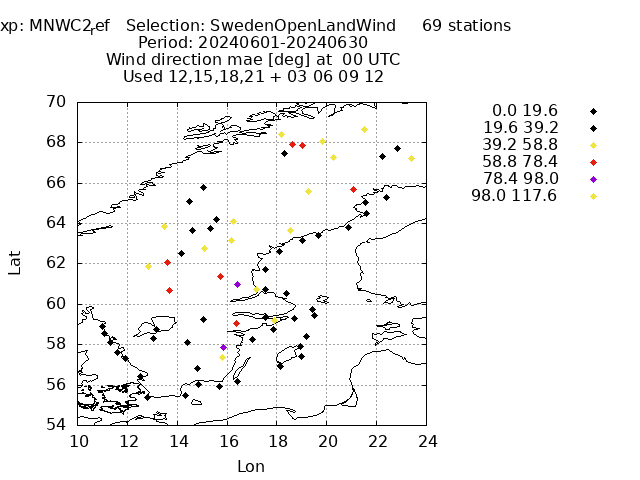 xp: MNWC2ref Selection: SwedenOpenLandWind 69 stations
Period: 20240601-20240630
Wind direction mae [deg] at 00 UTC
Used 12,15,18,21 + 03 06 09 12
0.0 19.6
19.6 39.2
39.2 58.8
58.8 78.4
78.4 98.0
98.0 117.6
70
68
66
64
62
60
58
56
54
Lat
10 12 14 16 18 20 22 24
Lon